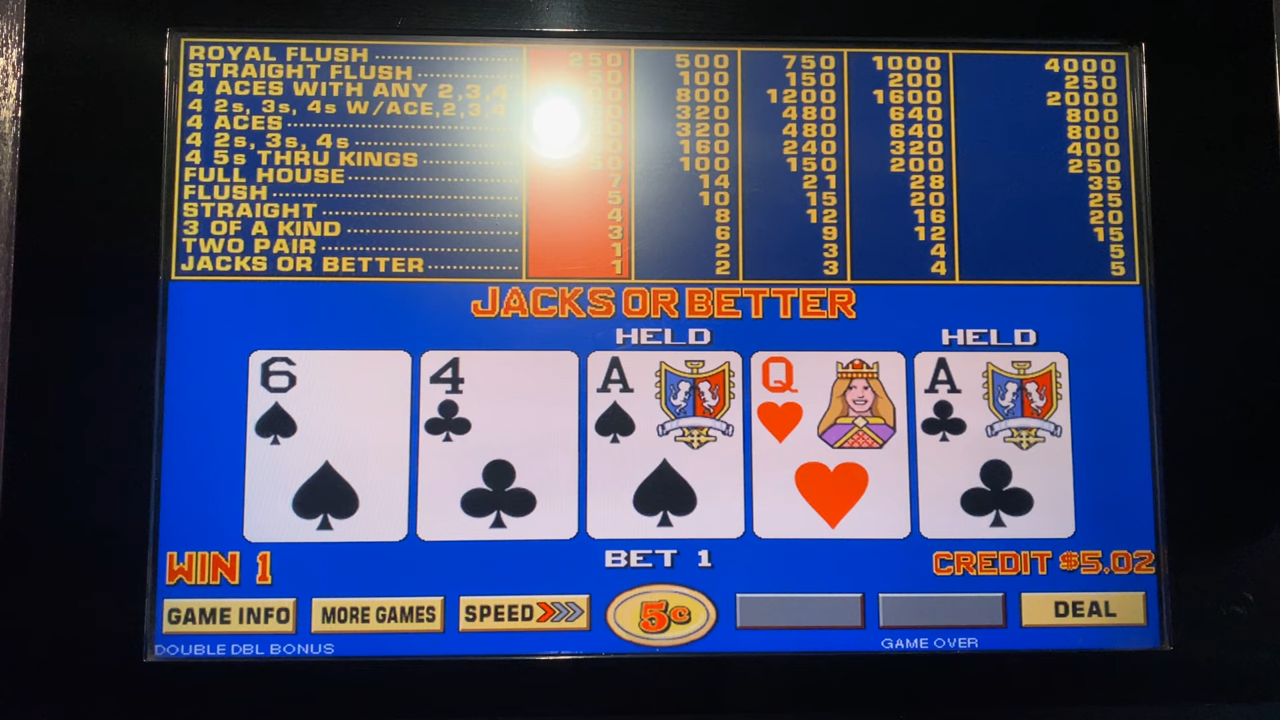 ROYAL FLUSH 250 500 750 1000 4000
STRAIGHT FLUSH 50 100 150 200 250
4 ACES WITH ANY 2,3,4 800 1200 1600 2000
4 2s, 3s, 4s W/ACE,2,3,4 320 480 640 800
4 ACES 320 480 640 800
4 2s, 3s, 4s 160 240 320 400
4 5s THRU KINGS 50 100 150 200 250
FULL HOUSE 7 14 21 28 35
FLUSH 5 10 15 20 25
STRAIGHT 4 8 12 16 20
3 OF A KIND 3 6 9 12 15
TWO PAIR 1 2 3 4 5
JACKS OR BETTER 1 2 3 4 5
JACKS OR BETTER
HELD HELD
6 4 A Q A
WIN 1 BET 1 CREDIT $5.02
GAME INFO MORE GAMES SPEED 5¢ DEAL
DOUBLE DBL BONUS GAME OVER